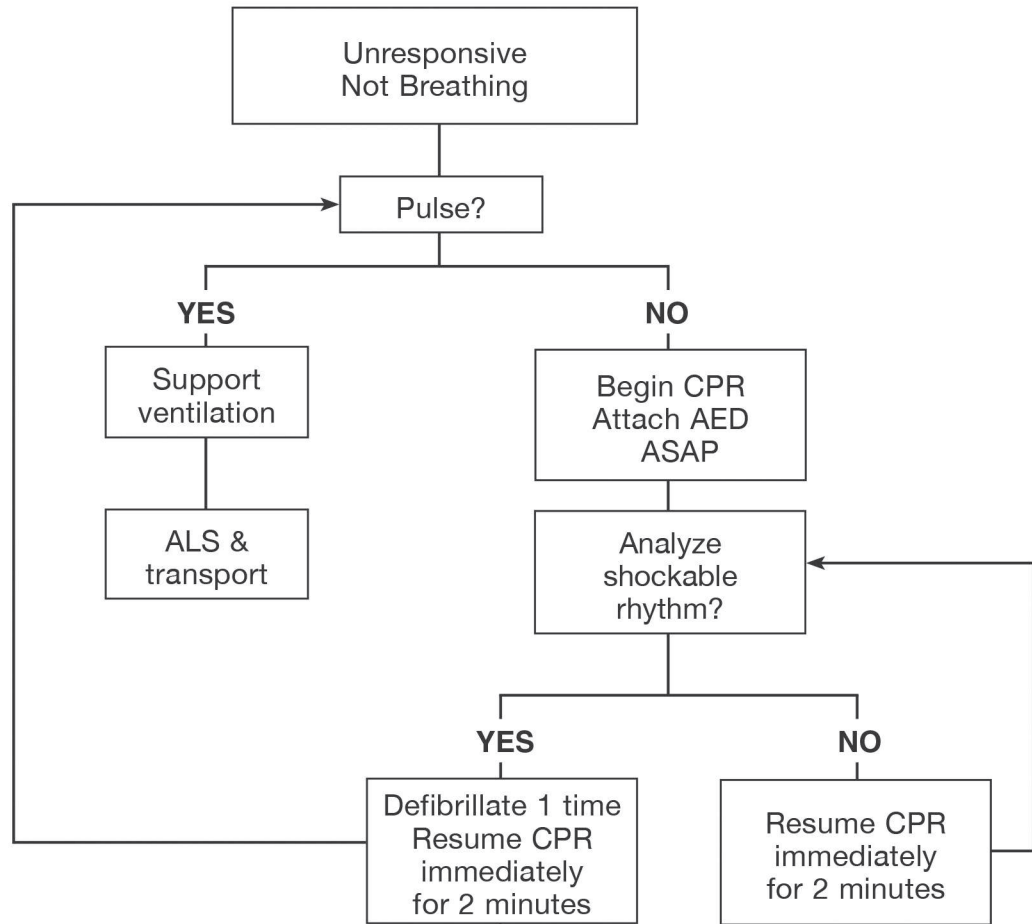 Unresponsive
Not Breathing
Pulse?
YES
NO
Support
ventilation
Begin CPR
Attach AED
ASAP
ALS &
transport
Analyze
shockable
rhythm?
YES
NO
Defibrillate 1 time
Resume CPR
immediately
for 2 minutes
Resume CPR
immediately
for 2 minutes